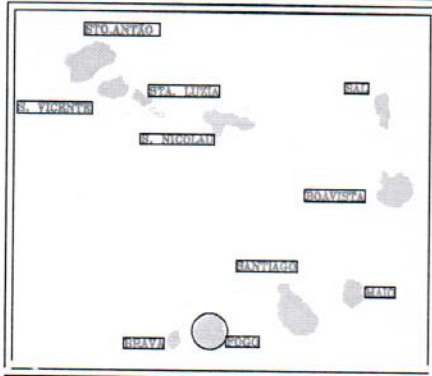 STO.ANTÃO
STA. LUZIA
SAL
S. VICENTE
S. NICOLAU
BOAVISTA
SANTIAGO
MAIO
BRAVA
FOGO